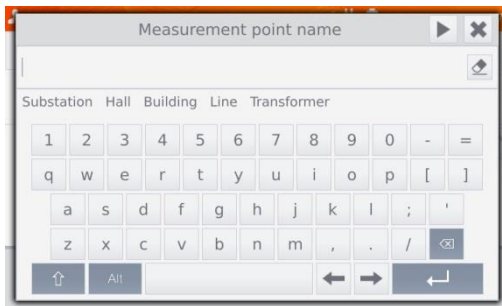 Measurement point name
Substation Hall Building Line Transformer
1 2 3 4 5 6 7 8 9 0 - =
q w e r t y u i o p [ ]
a s d f g h j k l ; '
z x c v b n m , . /
Alt